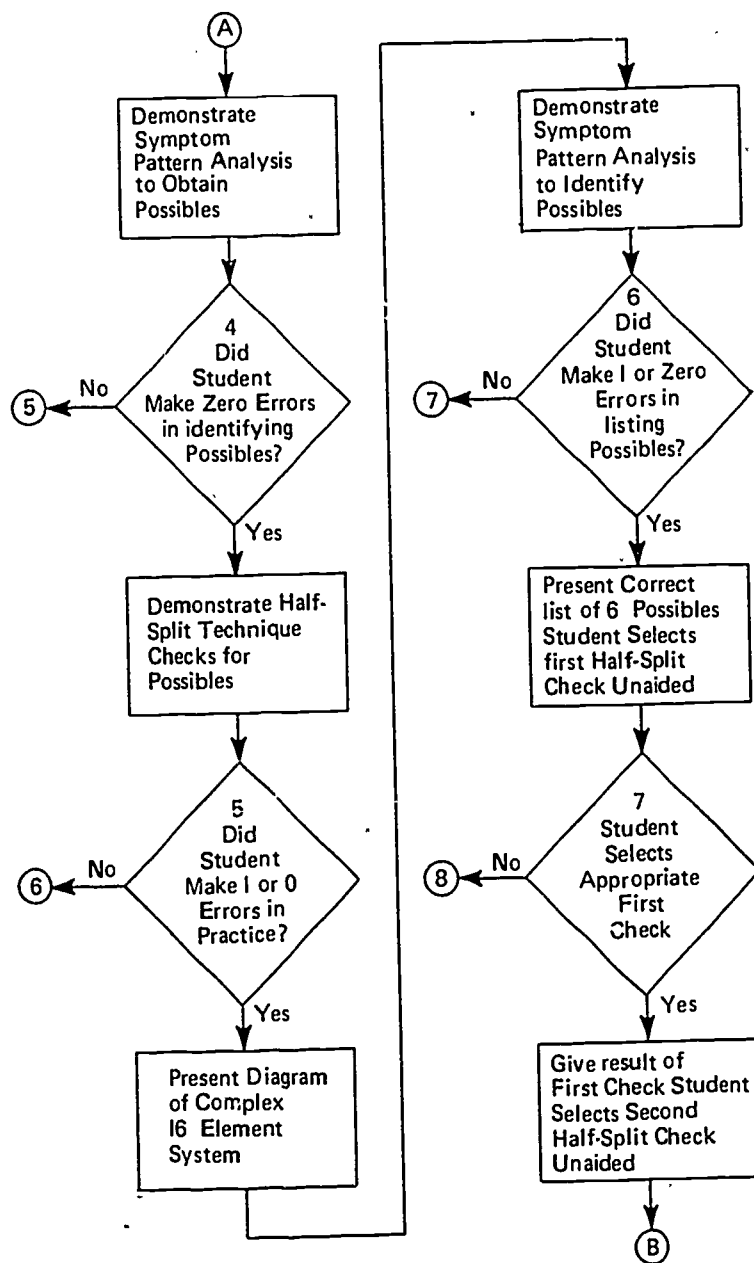 A
Demonstrate
Symptom
Pattern Analysis
to Obtain
Possibles
4
Did
Student
Make Zero Errors
in identifying
Possibles?
No
5
Yes
Demonstrate Half-
Split Technique
Checks for
Possibles
5
Did
Student
Make I or 0
Errors in
Practice?
No
6
Yes
Present Diagram
of Complex
I6 Element
System
Demonstrate
Symptom
Pattern Analysis
to Identify
Possibles
6
Did
Student
Make I or Zero
Errors in
listing
Possibles?
No
7
Yes
Present Correct
list of 6 Possibles
Student Selects
first Half-Split
Check Unaided
7
Student
Selects
Appropriate
First
Check
No
8
Yes
Give result of
First Check Student
Selects Second
Half-Split Check
Unaided
B